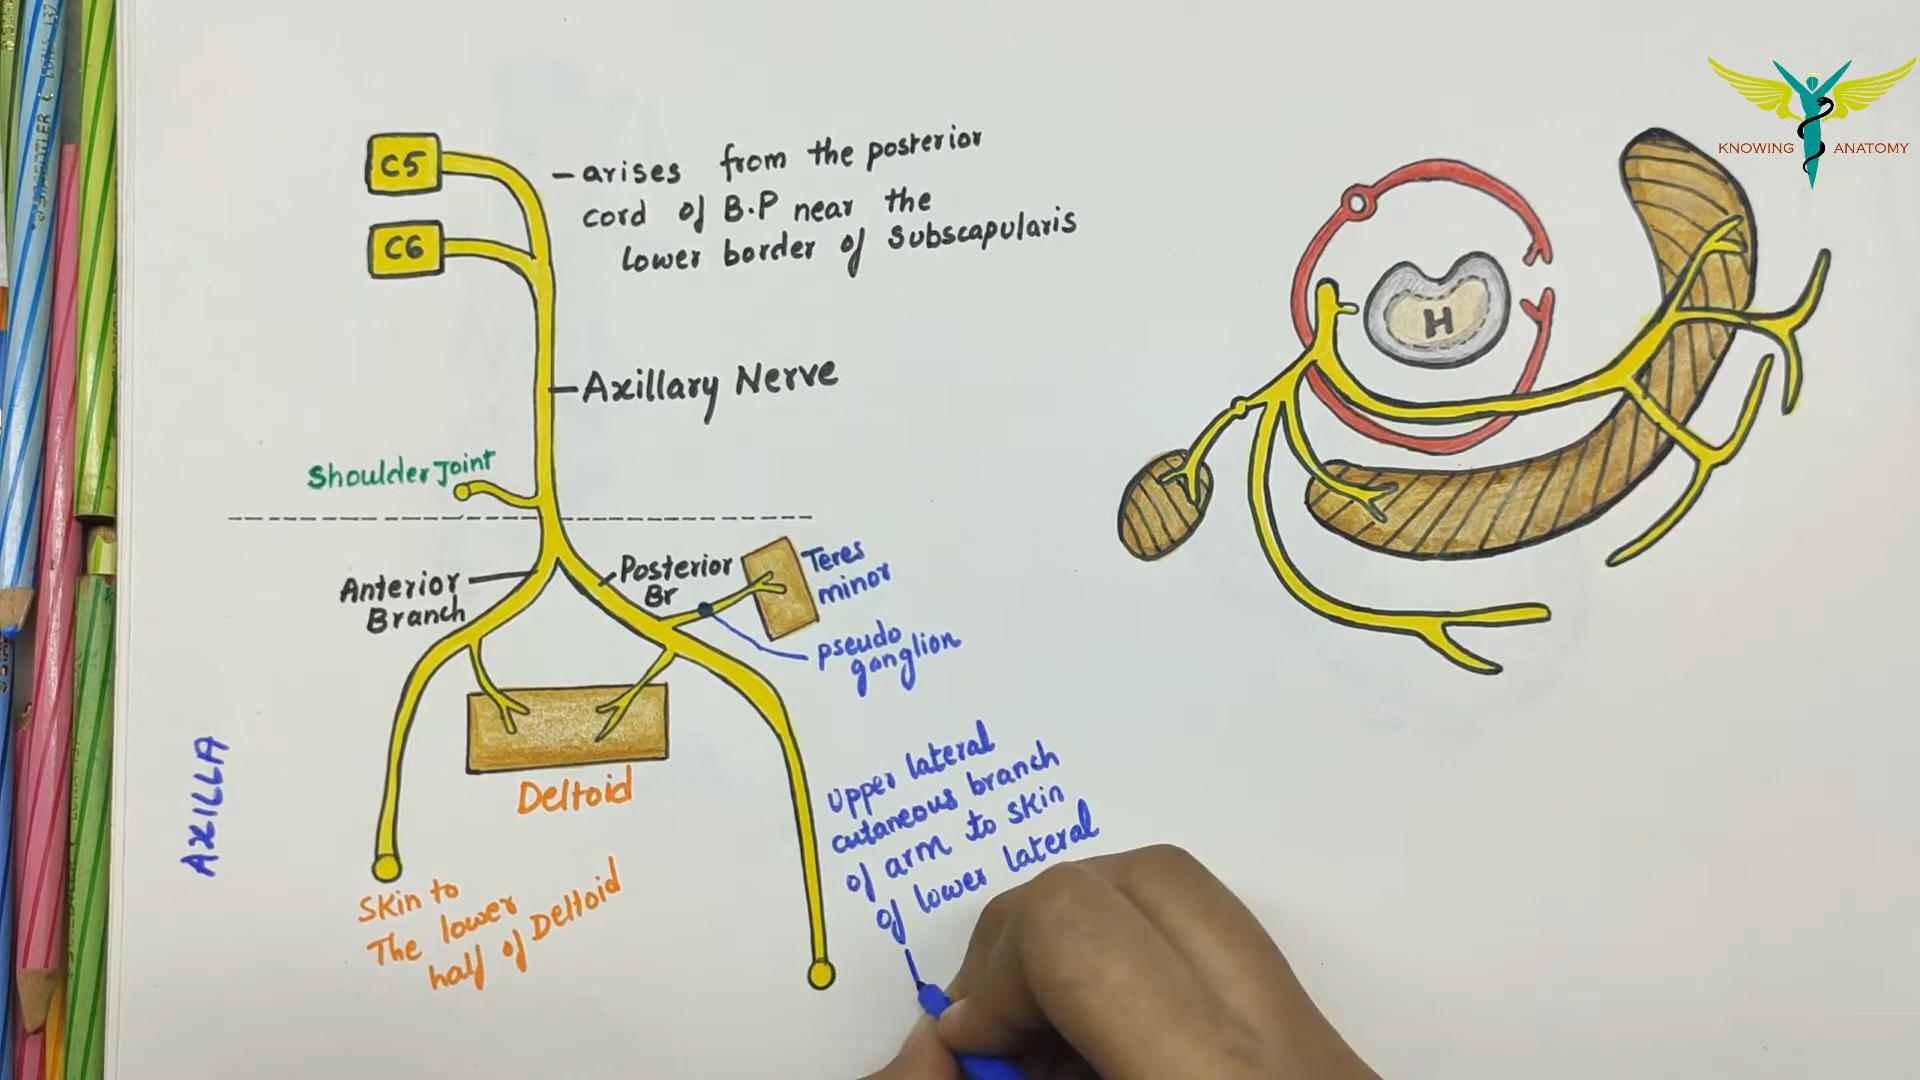 C5
C6
– arises from the posterior
cord of B.P near the
lower border of Subscapularis
Axillary Nerve
Shoulder Joint
Anterior
Branch
Posterior
Br
Teres
minor
pseudo
ganglion
Deltoid
Skin to
The lower
half of Deltoid
Upper lateral
cutaneous branch
of arm to skin
of lower lateral
AXILLA
H
KNOWING ANATOMY